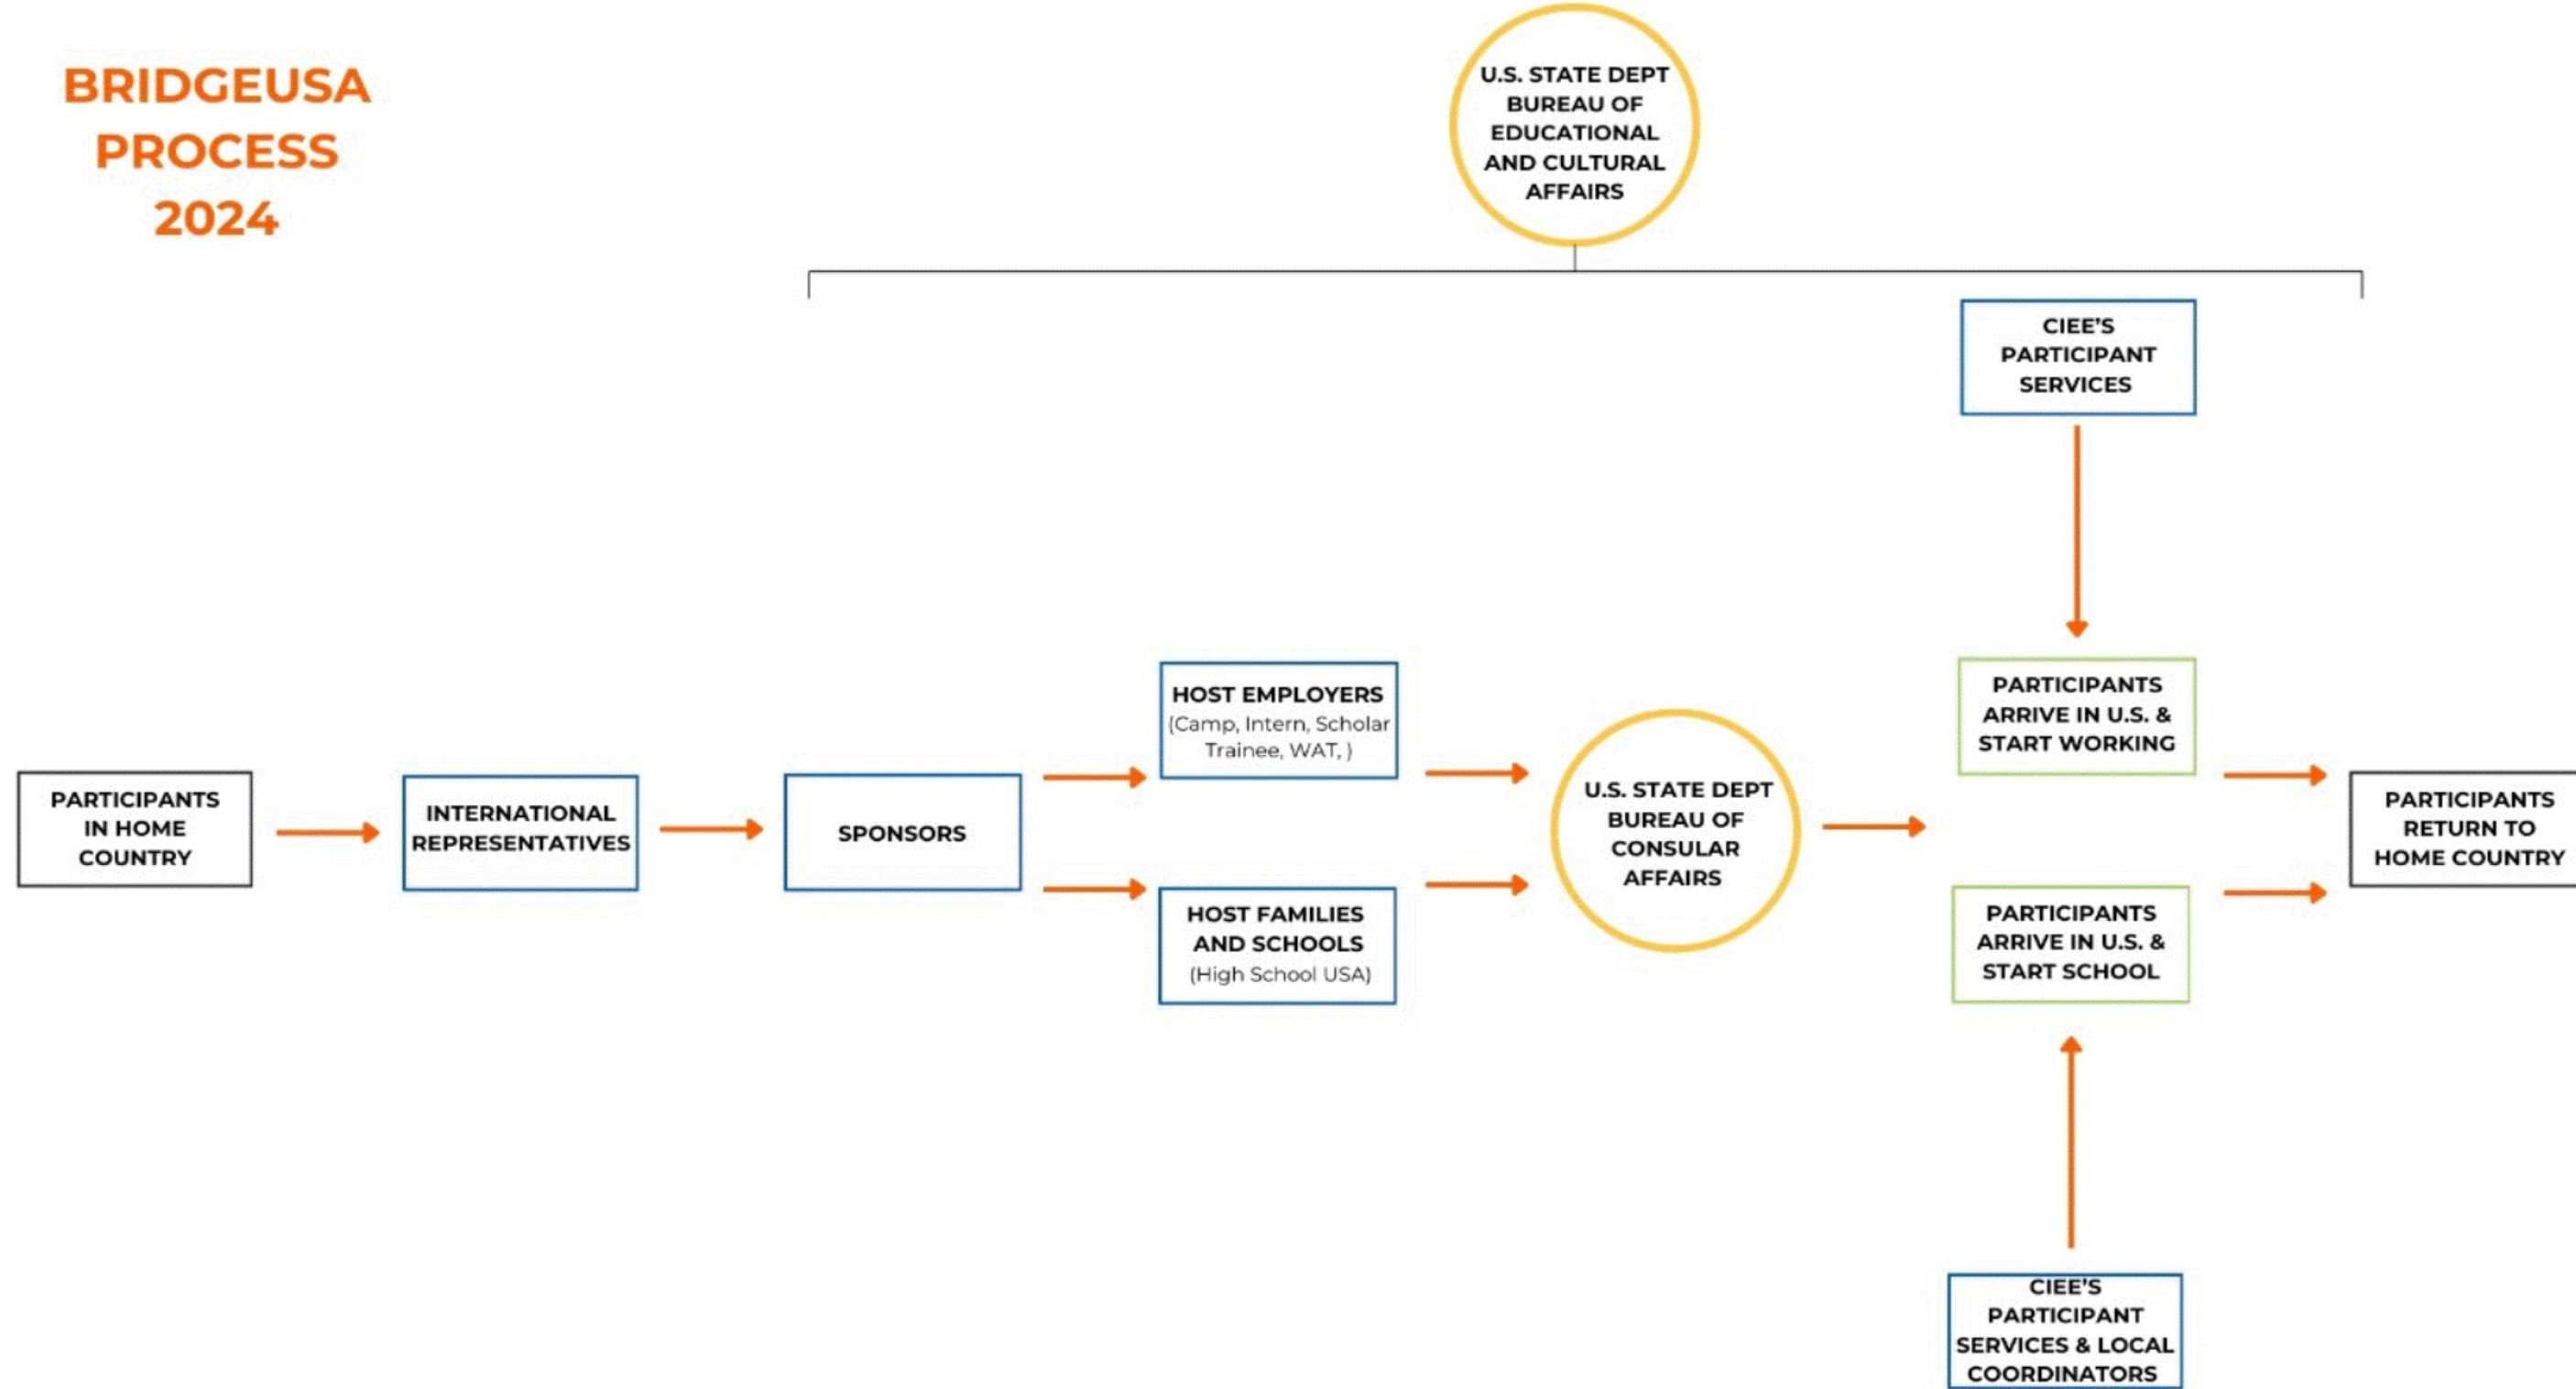 BRIDGEUSA
PROCESS
2024
U.S. STATE DEPT
BUREAU OF
EDUCATIONAL
AND CULTURAL
AFFAIRS
CIEE'S
PARTICIPANT
SERVICES
PARTICIPANTS
IN HOME
COUNTRY
INTERNATIONAL
REPRESENTATIVES
SPONSORS
HOST EMPLOYERS
(Camp, Intern, Scholar
Trainee, WAT, )
HOST FAMILIES
AND SCHOOLS
(High School USA)
U.S. STATE DEPT
BUREAU OF
CONSULAR
AFFAIRS
PARTICIPANTS
ARRIVE IN U.S. &
START WORKING
PARTICIPANTS
ARRIVE IN U.S. &
START SCHOOL
PARTICIPANTS
RETURN TO
HOME COUNTRY
CIEE'S
PARTICIPANT
SERVICES & LOCAL
COORDINATORS